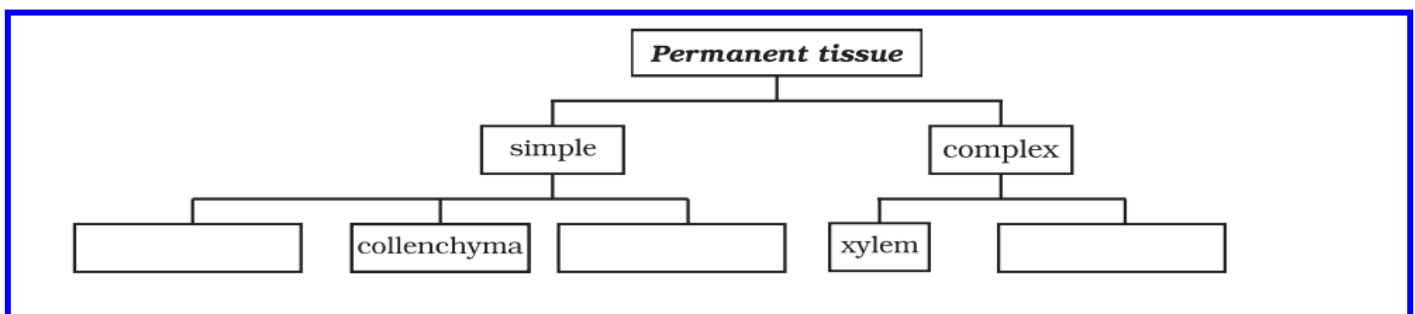 Permanent tissue
simple
complex
collenchyma
xylem